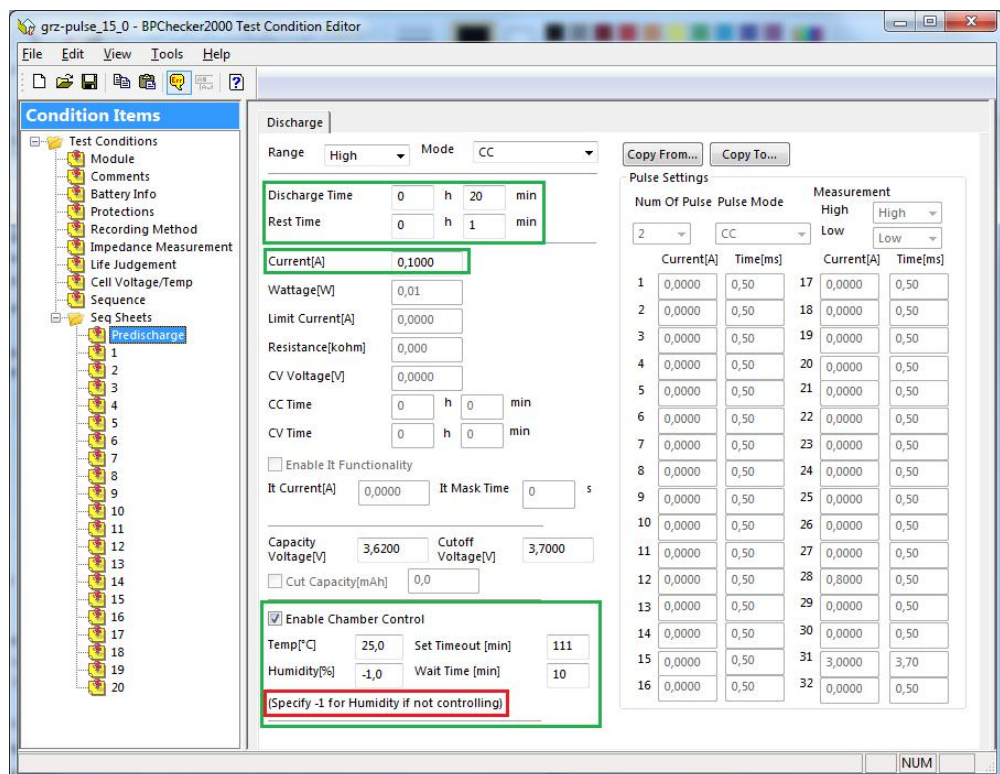 grz-pulse_15_0 - BPChecker2000 Test Condition Editor
File Edit View Tools Help
Condition Items
Test Conditions
Module
Comments
Battery Info
Protections
Recording Method
Impedance Measurement
Life Judgement
Cell Voltage/Temp
Sequence
Seq Sheets
Predischarge
1
2
3
4
5
6
7
8
9
10
11
12
13
14
15
16
17
18
19
20
Discharge
Range High Mode CC
Discharge Time 0 h 20 min
Rest Time 0 h 1 min
Current[A] 0,1000
Wattage[W] 0,01
Limit Current[A] 0,0000
Resistance[kohm] 0,000
CV Voltage[V] 0,0000
CC Time 0 h 0 min
CV Time 0 h 0 min
Enable It Functionality
It Current[A] 0,0000 It Mask Time 0 s
Capacity Voltage[V] 3,6200 Cutoff Voltage[V] 3,7000
Cut Capacity[mAh] 0,0
Enable Chamber Control
Temp[°C] 25,0 Set Timeout [min] 111
Humidity[%] -1,0 Wait Time [min] 10
(Specify -1 for Humidity if not controlling)
Copy From... Copy To...
Pulse Settings
Num Of Pulse Pulse Mode
2 CC
Measurement
High High
Low Low
Current[A] Time[ms] Current[A] Time[ms]
1 0,0000 0,50 17 0,0000 0,50
2 0,0000 0,50 18 0,0000 0,50
3 0,0000 0,50 19 0,0000 0,50
4 0,0000 0,50 20 0,0000 0,50
5 0,0000 0,50 21 0,0000 0,50
6 0,0000 0,50 22 0,0000 0,50
7 0,0000 0,50 23 0,0000 0,50
8 0,0000 0,50 24 0,0000 0,50
9 0,0000 0,50 25 0,0000 0,50
10 0,0000 0,50 26 0,0000 0,50
11 0,0000 0,50 27 0,0000 0,50
12 0,0000 0,50 28 0,8000 0,50
13 0,0000 0,50 29 0,0000 0,50
14 0,0000 0,50 30 0,0000 0,50
15 0,0000 0,50 31 3,0000 3,70
16 0,0000 0,50 32 0,0000 0,50
NUM